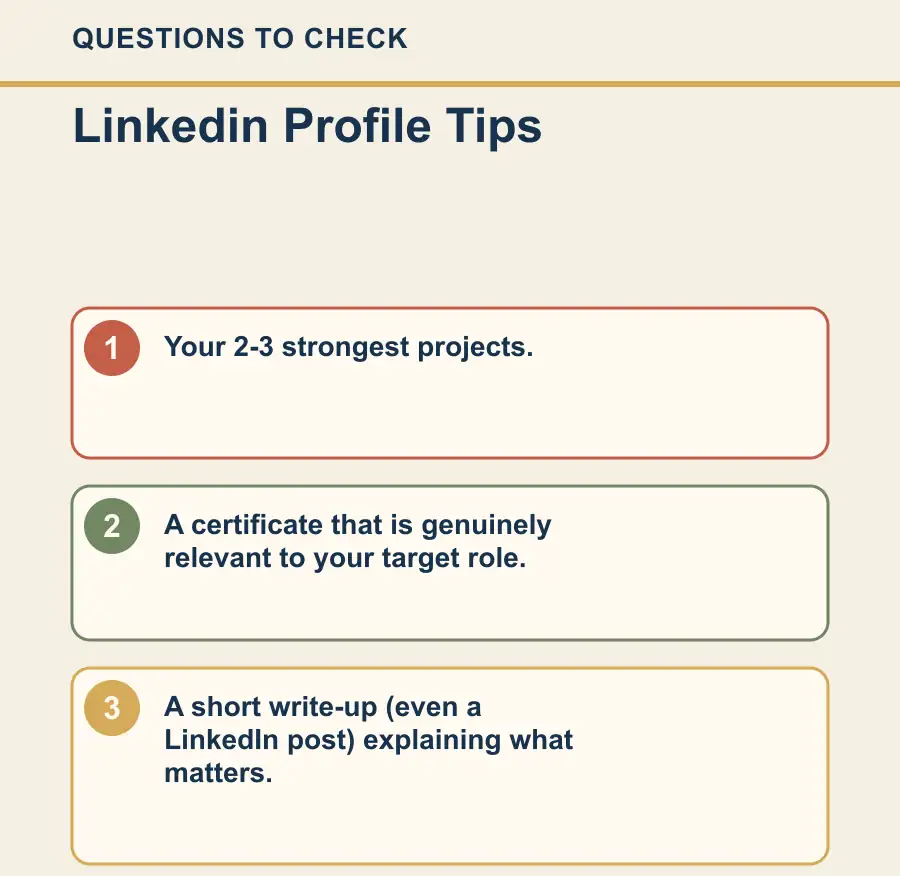 QUESTIONS TO CHECK
Linkedin Profile Tips
1
Your 2-3 strongest projects.
2
A certificate that is genuinely
relevant to your target role.
3
A short write-up (even a
LinkedIn post) explaining what
matters.